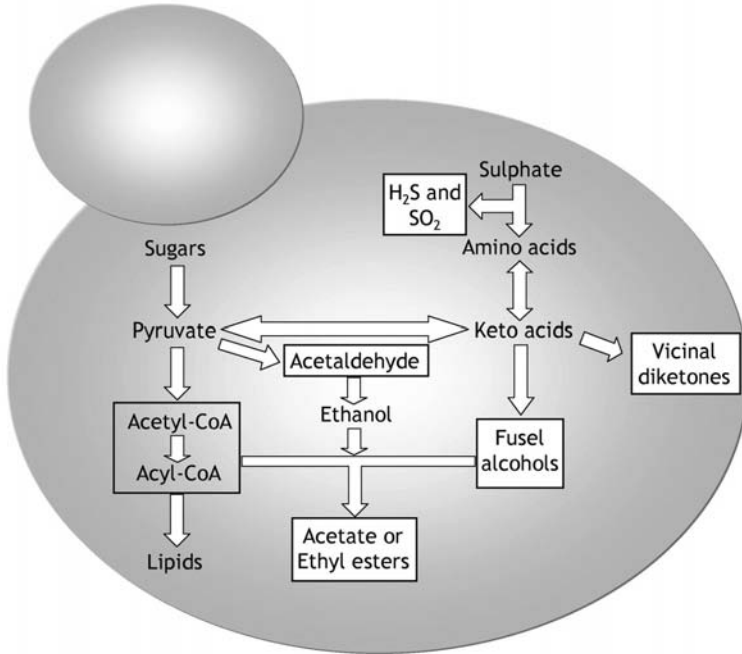 Sulphate
H₂S and
SO₂
Amino acids
Sugars
Pyruvate
Keto acids
Acetaldehyde
Vicinal
diketones
Ethanol
Acetyl-CoA
Acyl-CoA
Fusel
alcohols
Lipids
Acetate or
Ethyl esters